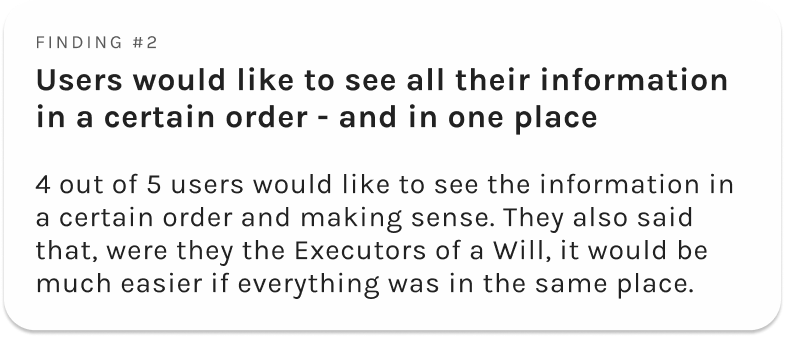 FINDING #2
Users would like to see all their information
in a certain order - and in one place
4 out of 5 users would like to see the information in
a certain order and making sense. They also said
that, were they the Executors of a Will, it would be
much easier if everything was in the same place.